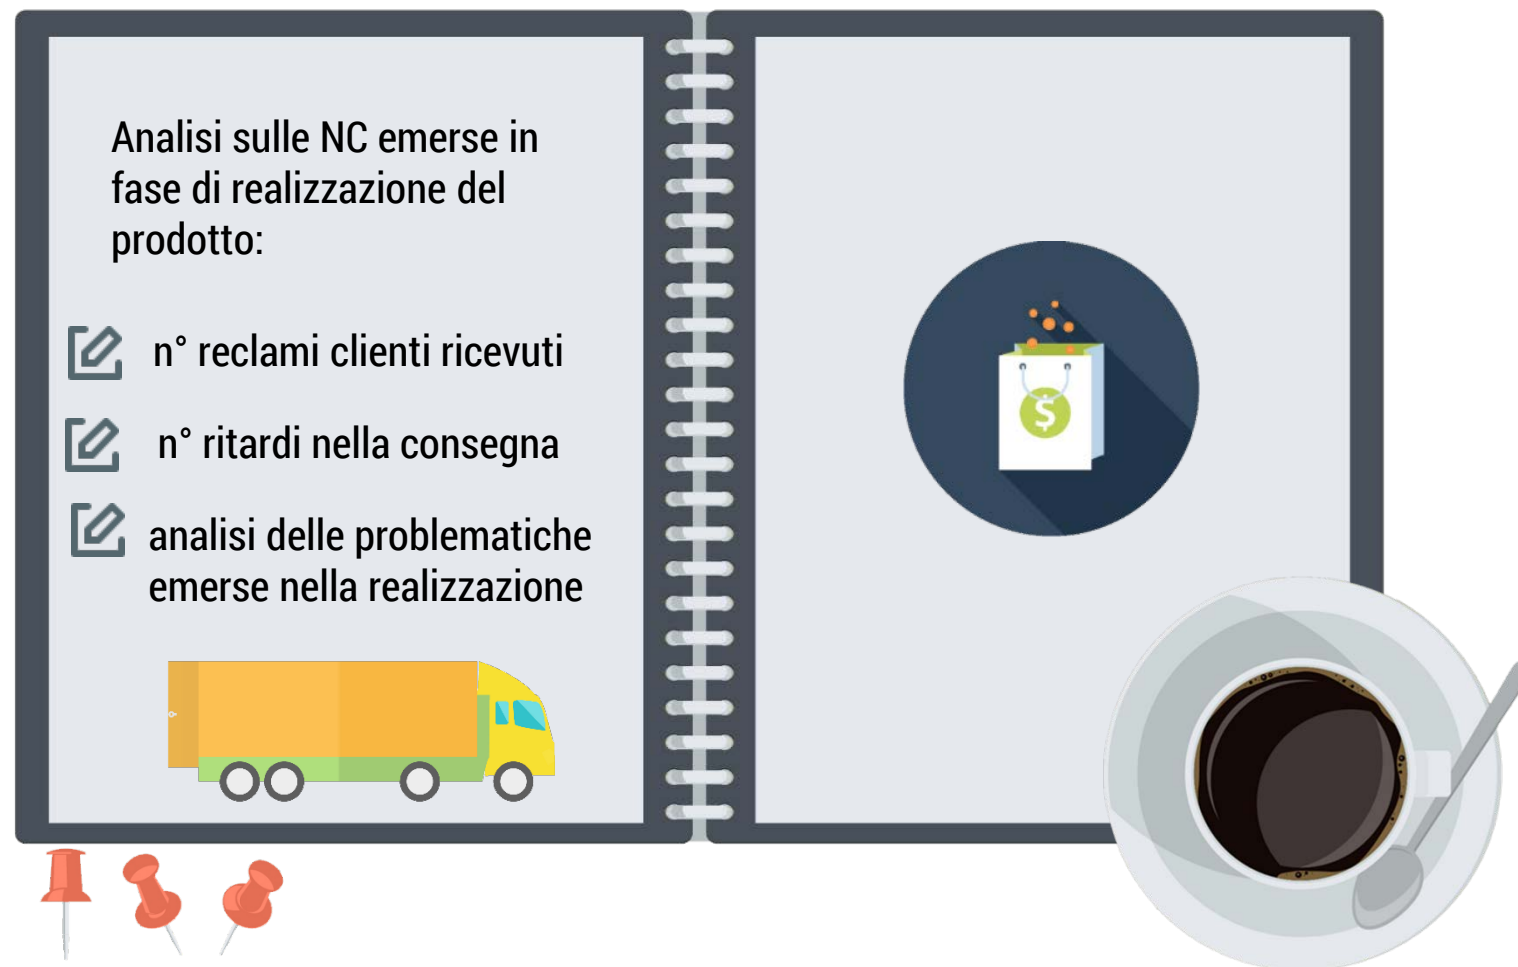 Analisi sulle NC emerse in
fase di realizzazione del
prodotto:
n° reclami clienti ricevuti
n° ritardi nella consegna
analisi delle problematiche
emerse nella realizzazione
$